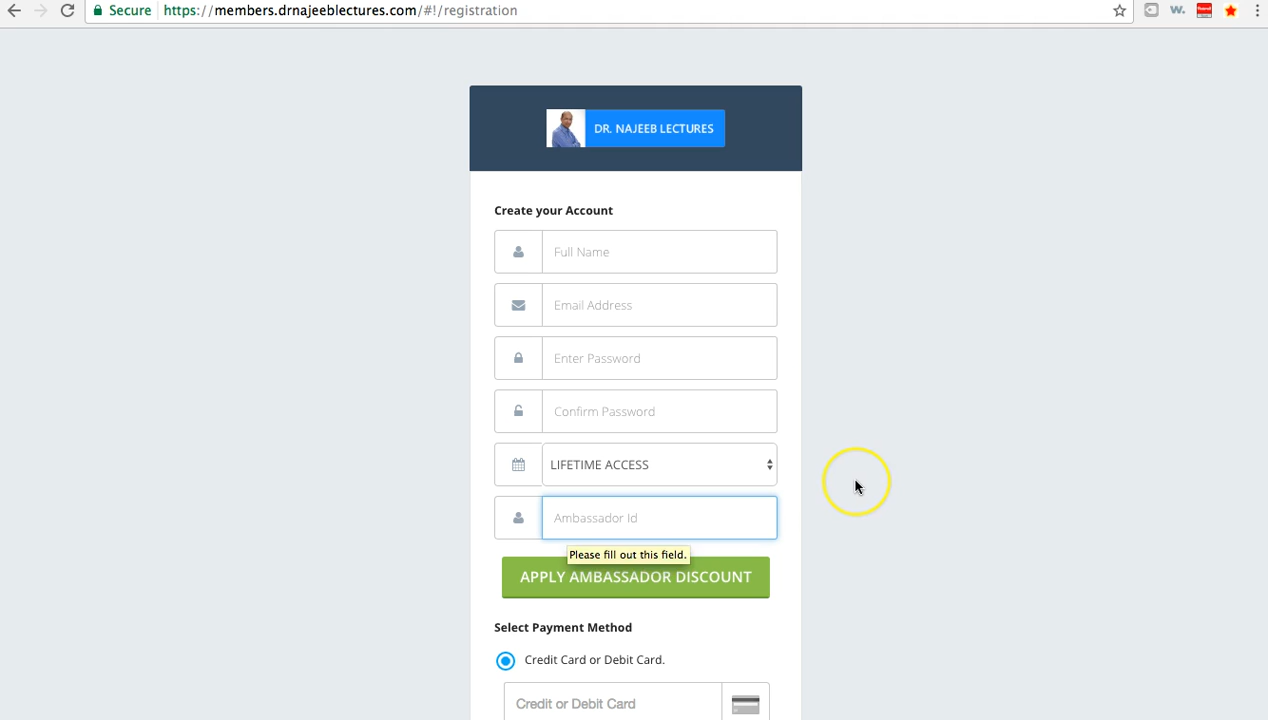 Secure https://members.drnajeeblectures.com/#!/registration
w.
DR. NAJEEB LECTURES
Create your Account
Full Name
Email Address
Enter Password
Confirm Password
LIFETIME ACCESS
Ambassador Id
Please fill out this field.
APPLY AMBASSADOR DISCOUNT
Select Payment Method
Credit Card or Debit Card.
Credit or Debit Card